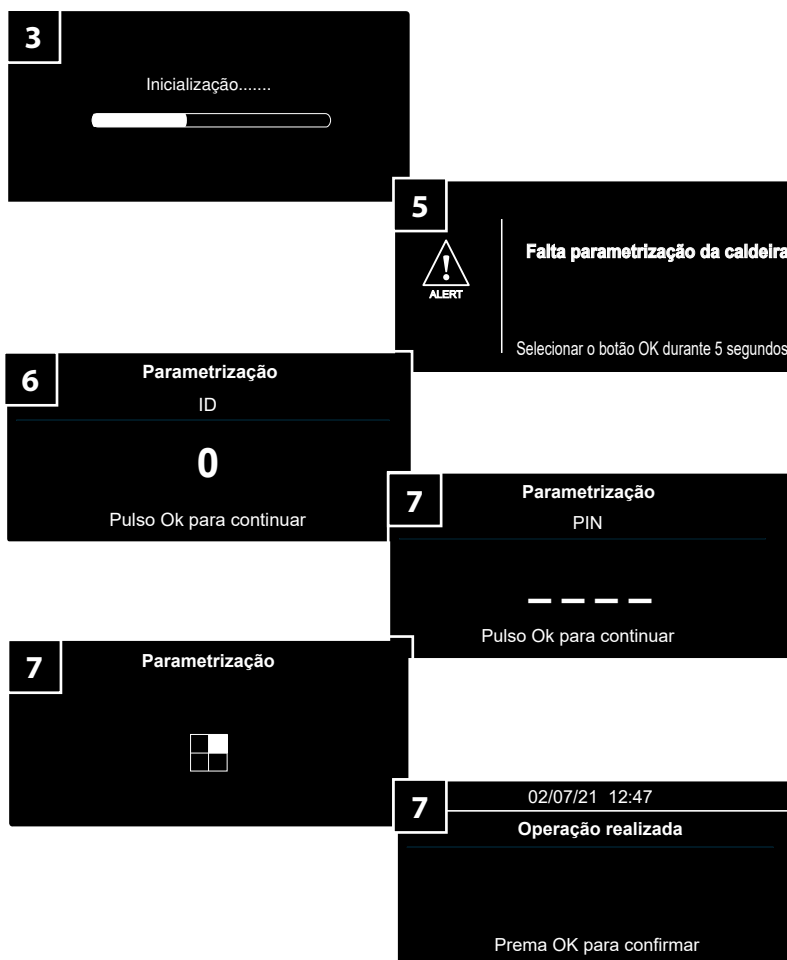 3
Inicialização.......
5
Falta parametrização da caldeira
ALERT
Selecionar o botão OK durante 5 segundos
6
Parametrização
ID
0
Pulso Ok para continuar
7
Parametrização
PIN
_ _ _ _
Pulso Ok para continuar
7
Parametrização
7
02/07/21 12:47
Operação realizada
Prema OK para confirmar